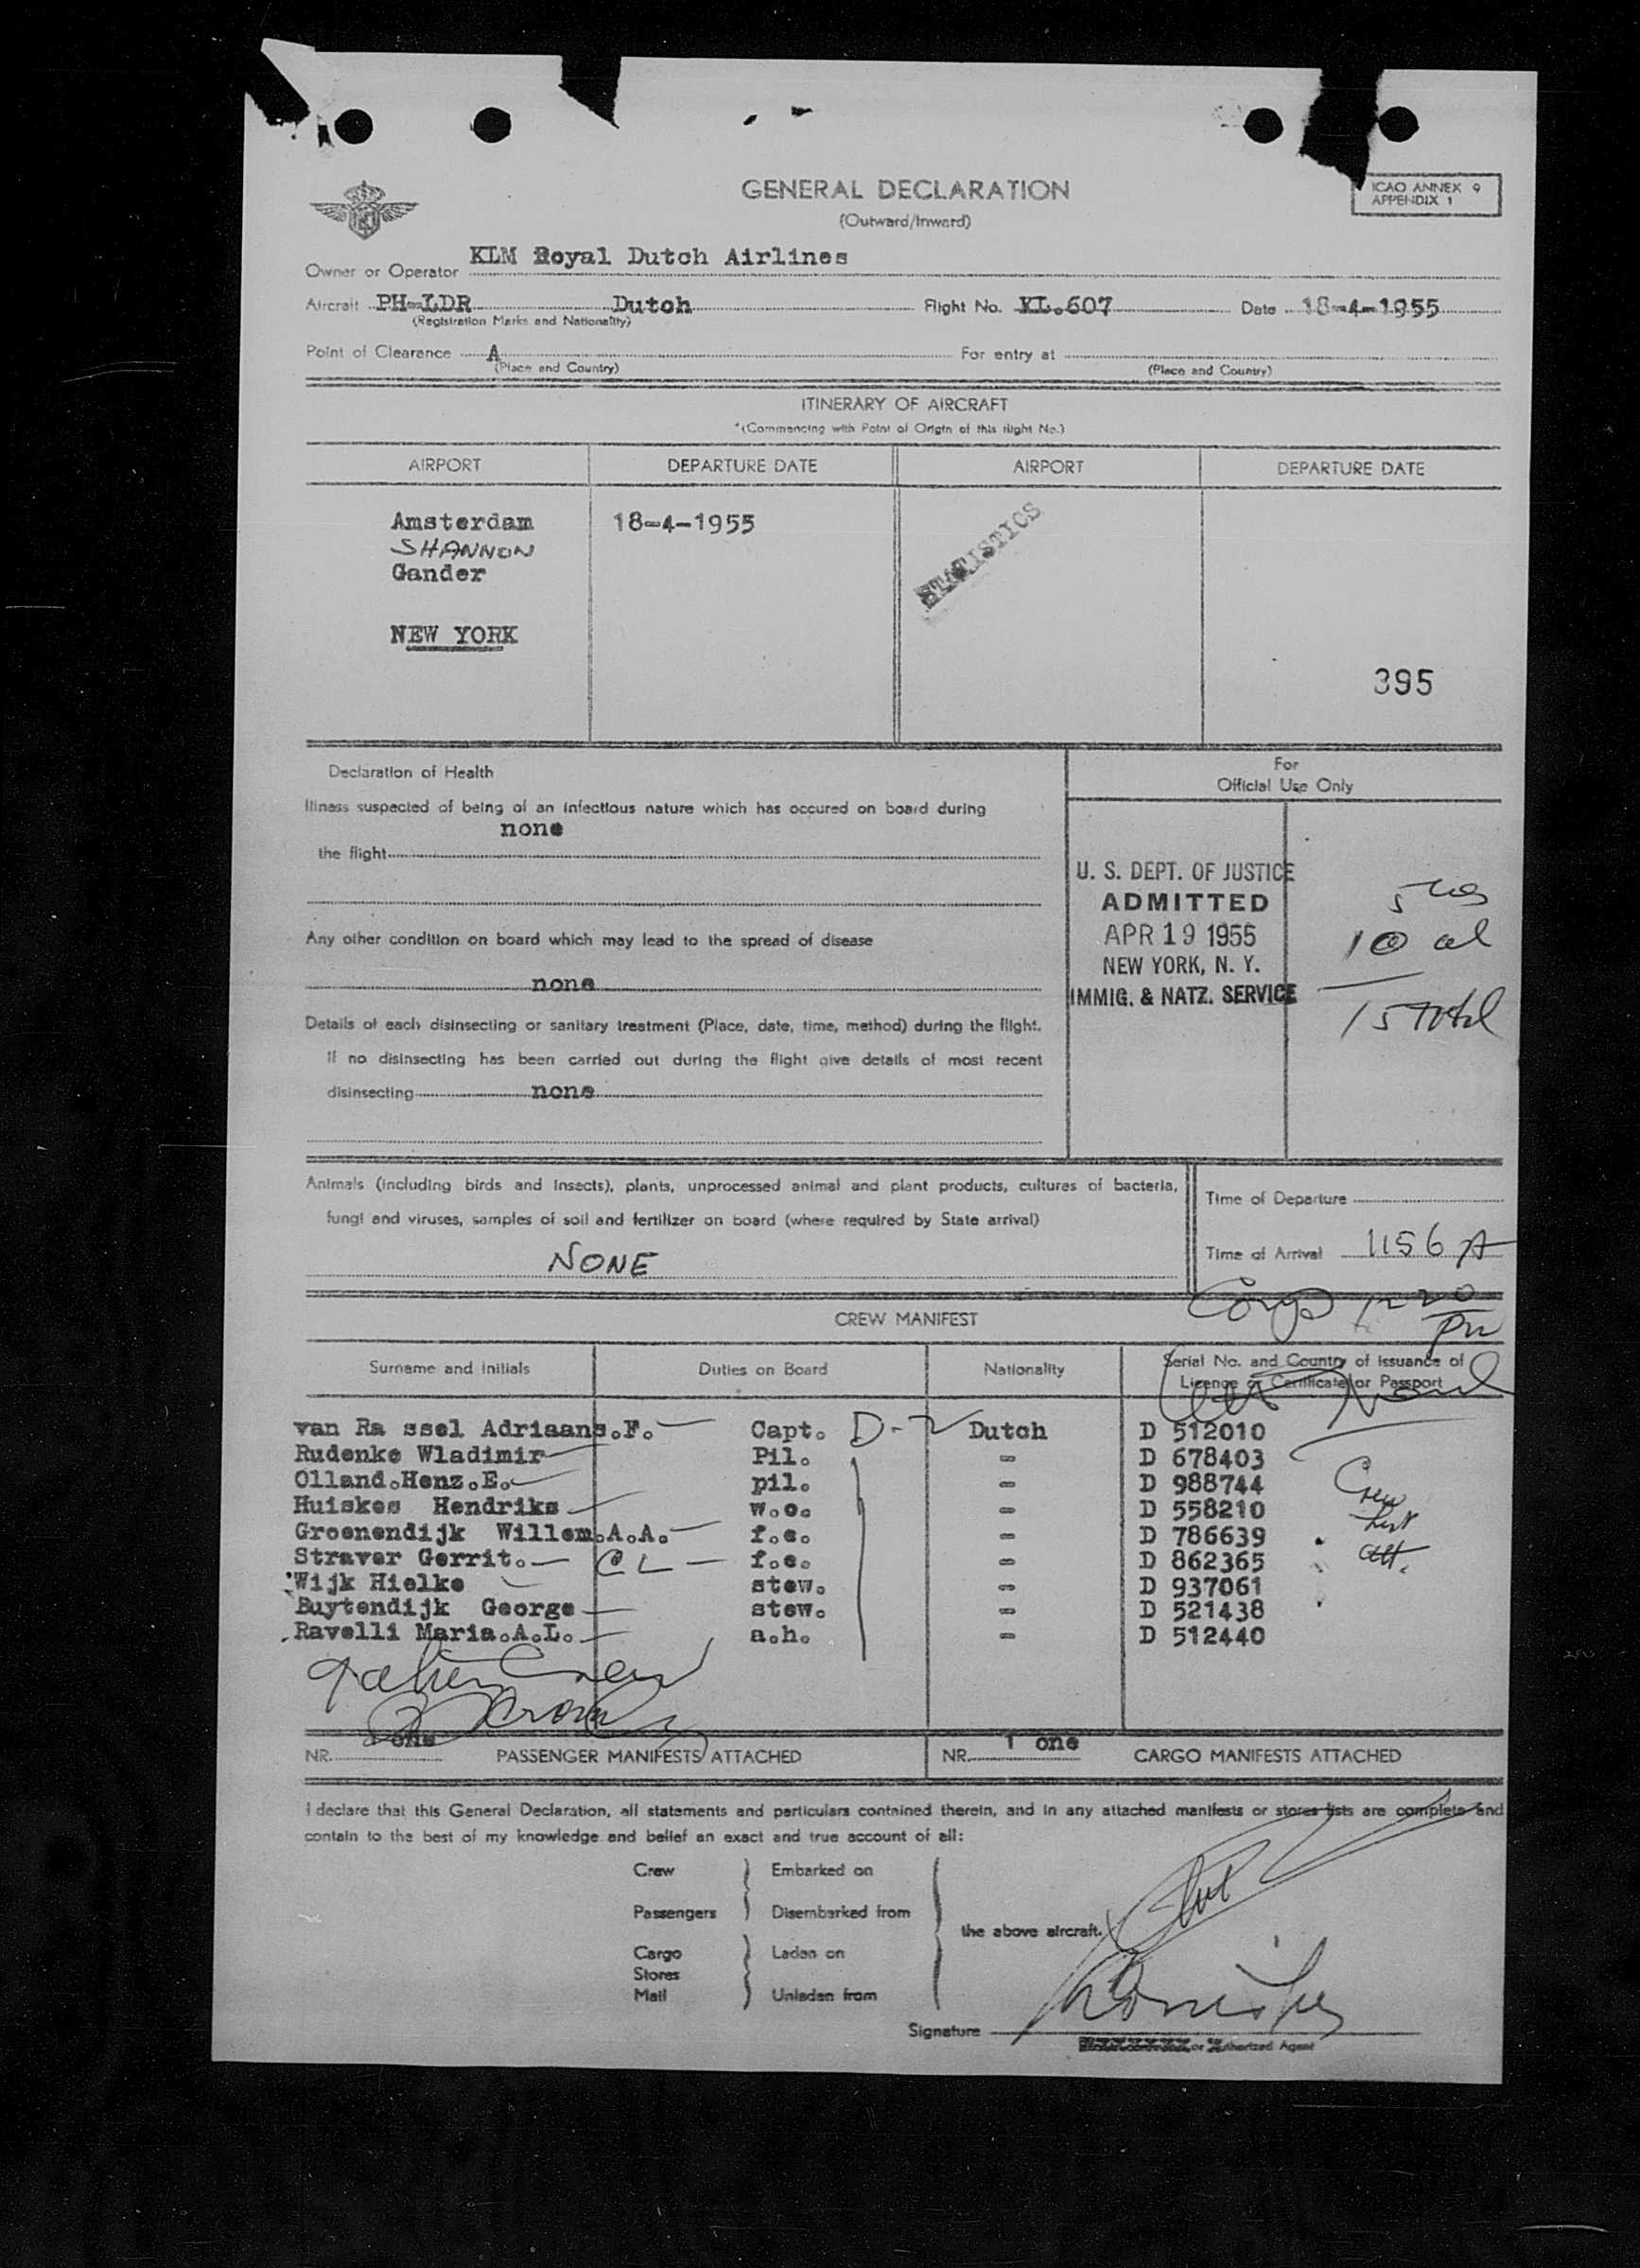 GENERAL DECLARATION
(Outward/Inward)
ICAO ANNEX 9
APPENDIX 1
Owner or Operator KLM Royal Dutch Airlines
Aircraft PH-LDR Dutch Flight No. KL.607 Date 18-4-1955
(Registration Marks and Nationality)
Point of Clearance A For entry at
(Place and Country) (Place and Country)
ITINERARY OF AIRCRAFT
*(Commencing with Point of Origin of this flight No.)
AIRPORT DEPARTURE DATE AIRPORT DEPARTURE DATE
Amsterdam 18-4-1955
SHANNON
Gander
STATISTICS
NEW YORK
395
Declaration of Health
For
Official Use Only
Illness suspected of being of an infectious nature which has occured on board during
none
the flight
U. S. DEPT. OF JUSTICE
ADMITTED
APR 19 1955
NEW YORK, N. Y.
IMMIG. & NATZ. SERVICE
5
10 al
15 Total
Any other condition on board which may lead to the spread of disease
none
Details of each disinsecting or sanitary treatment (Place, date, time, method) during the flight.
If no disinsecting has been carried out during the flight give details of most recent
disinsecting none
Animals (including birds and insects), plants, unprocessed animal and plant products, cultures of bacteria,
fungi and viruses, samples of soil and fertilizer on board (where required by State arrival)
NONE
Time of Departure
Time of Arrival 1156 A
1220
pm
CREW MANIFEST
Surname and Initials Duties on Board Nationality Serial No. and Country of Issuance of
Licence or Certificate or Passport
van Ra ssel Adriaans.F. Capt. D-2 Dutch D 512010
Rudenko Wladimir Pil. - D 678403
Olland.Henz.E. pil. - D 988744
Huiskes Hendriks w.o. - D 558210
Groenendijk Willem.A.A. f.e. - D 786639
Straver Gerrit. CL f.e. - D 862365
Wijk Hielke stew. - D 937061
Buytendijk George stew. - D 521438
Ravelli Maria.A.L. a.h. - D 512440
Crew
List
att.
NR. one PASSENGER MANIFESTS ATTACHED
NR. 1 one CARGO MANIFESTS ATTACHED
I declare that this General Declaration, all statements and particulars contained therein, and in any attached manifests or stores lists are complete and
contain to the best of my knowledge and belief an exact and true account of all:
Crew Embarked on
Passengers Disembarked from
the above aircraft.
Cargo Laden on
Stores
Mail Unladen from
Signature
or Authorized Agent